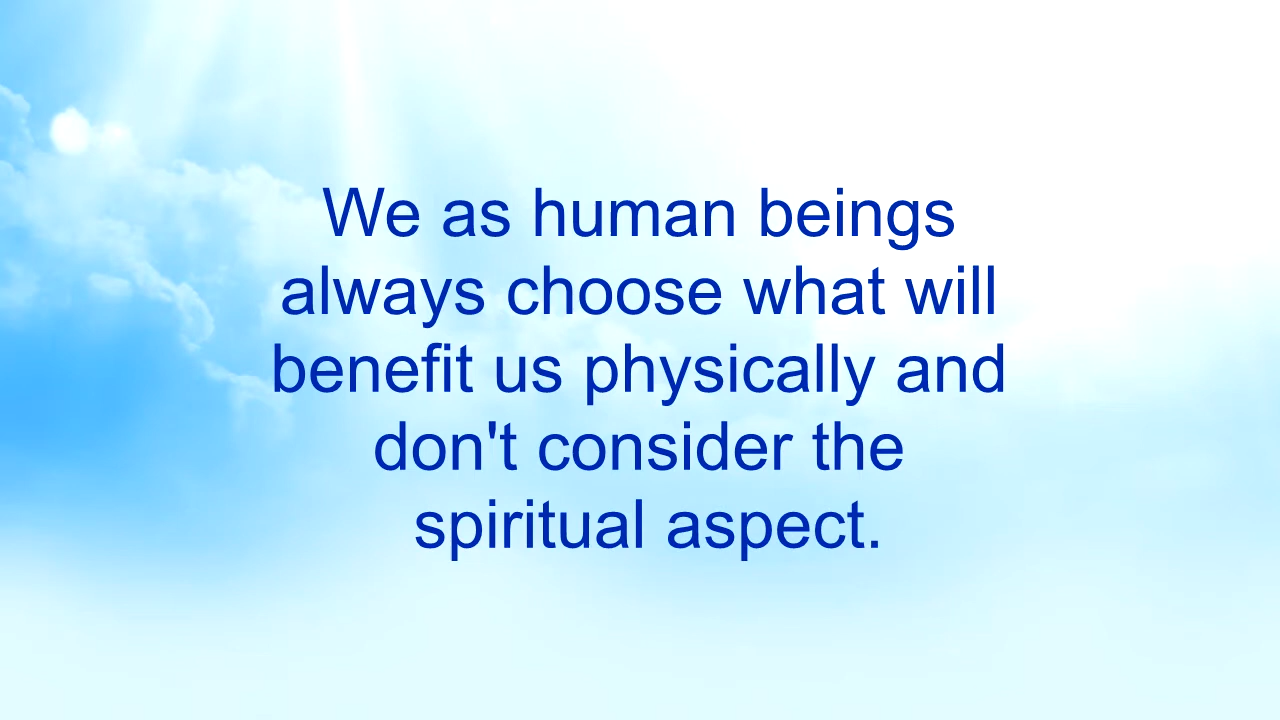 We as human beings
always choose what will
benefit us physically and
don't consider the
spiritual aspect.